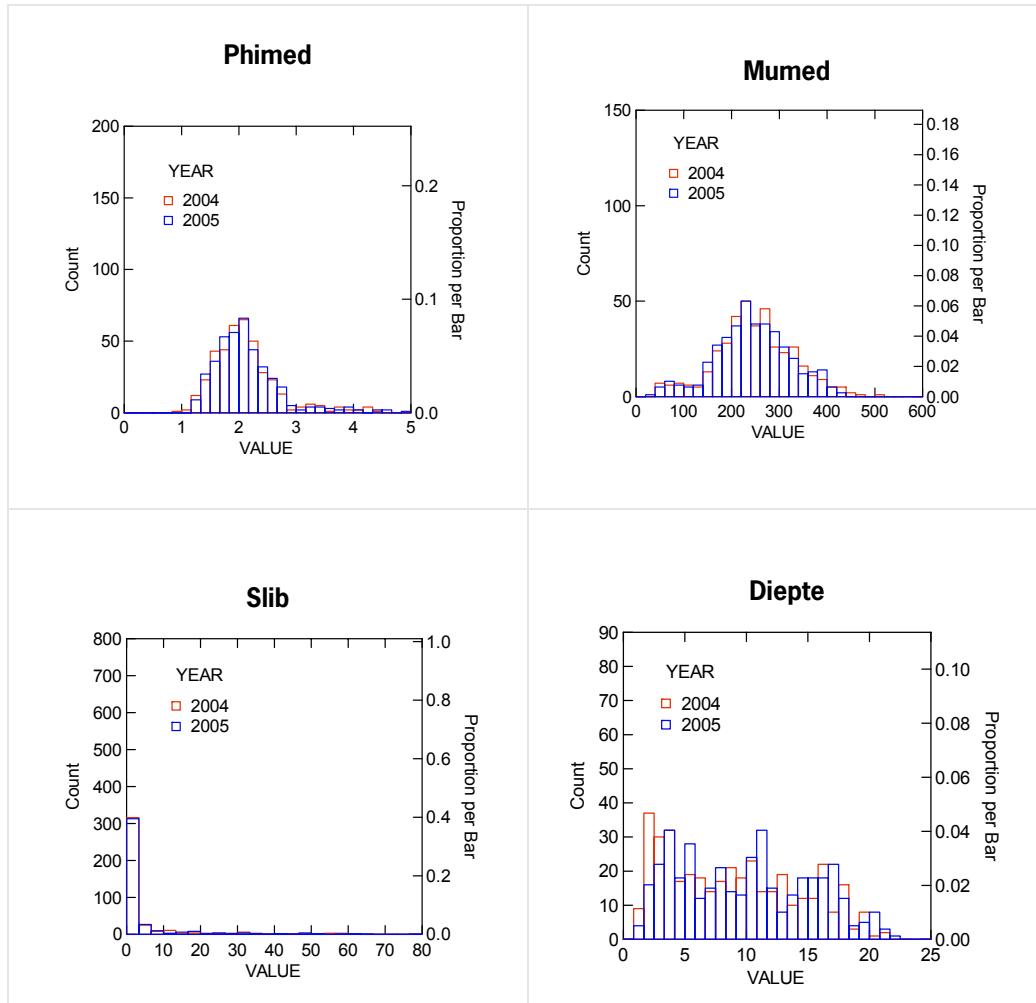 Phimed
200
150
100
50
0
Count
YEAR
2004
2005
0.2
0.1
0.0
Proportion per Bar
0 1 2 3 4 5
VALUE
Mumed
150
100
50
0
Count
YEAR
2004
2005
0.18
0.16
0.14
0.12
0.10
0.08
0.06
0.04
0.02
0.00
Proportion per Bar
0 100 200 300 400 500 600
VALUE
Slib
800
700
600
500
400
300
200
100
0
Count
YEAR
2004
2005
1.0
0.8
0.6
0.4
0.2
0.0
Proportion per Bar
0 10 20 30 40 50 60 70 80
VALUE
Diepte
90
80
70
60
50
40
30
20
10
0
Count
YEAR
2004
2005
0.10
0.08
0.06
0.04
0.02
0.00
Proportion per Bar
0 5 10 15 20 25
VALUE